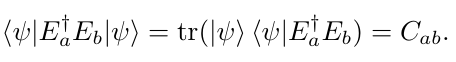 ⟨ψ|E_a^†E_b|ψ⟩ = tr(|ψ⟩ ⟨ψ|E_a^†E_b) = C_{ab}.